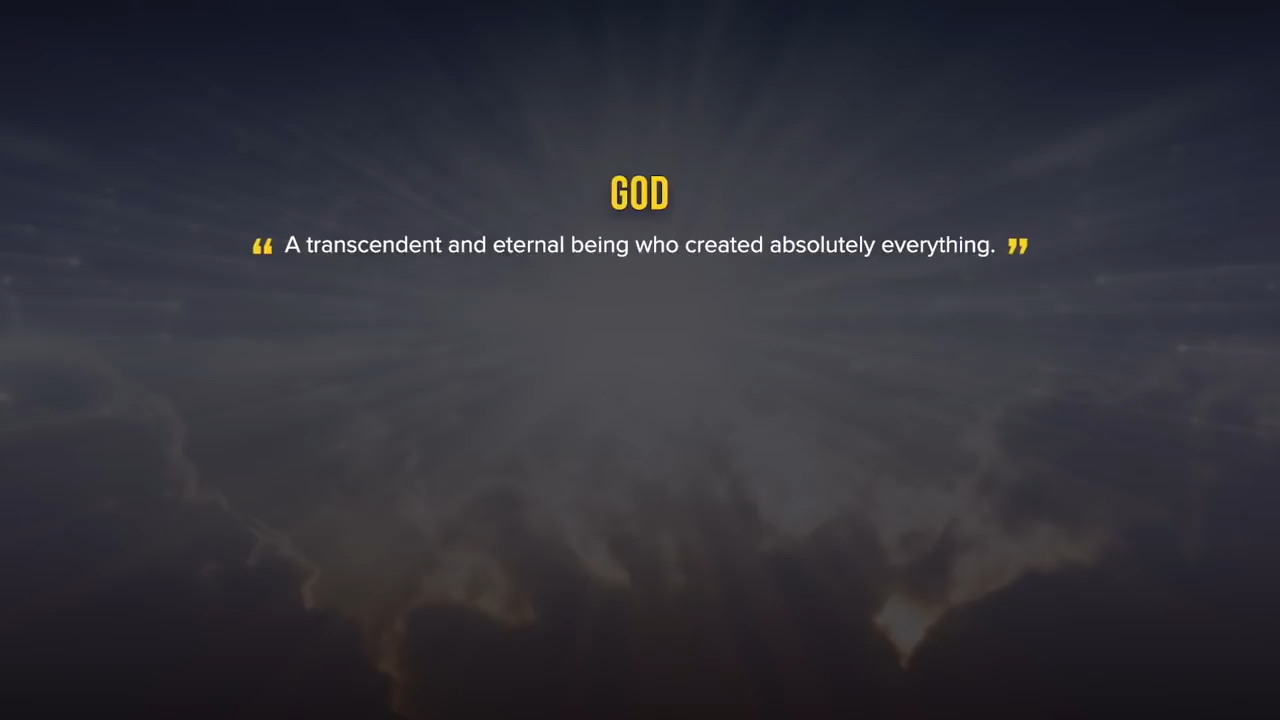 GOD
❝ A transcendent and eternal being who created absolutely everything. ❞